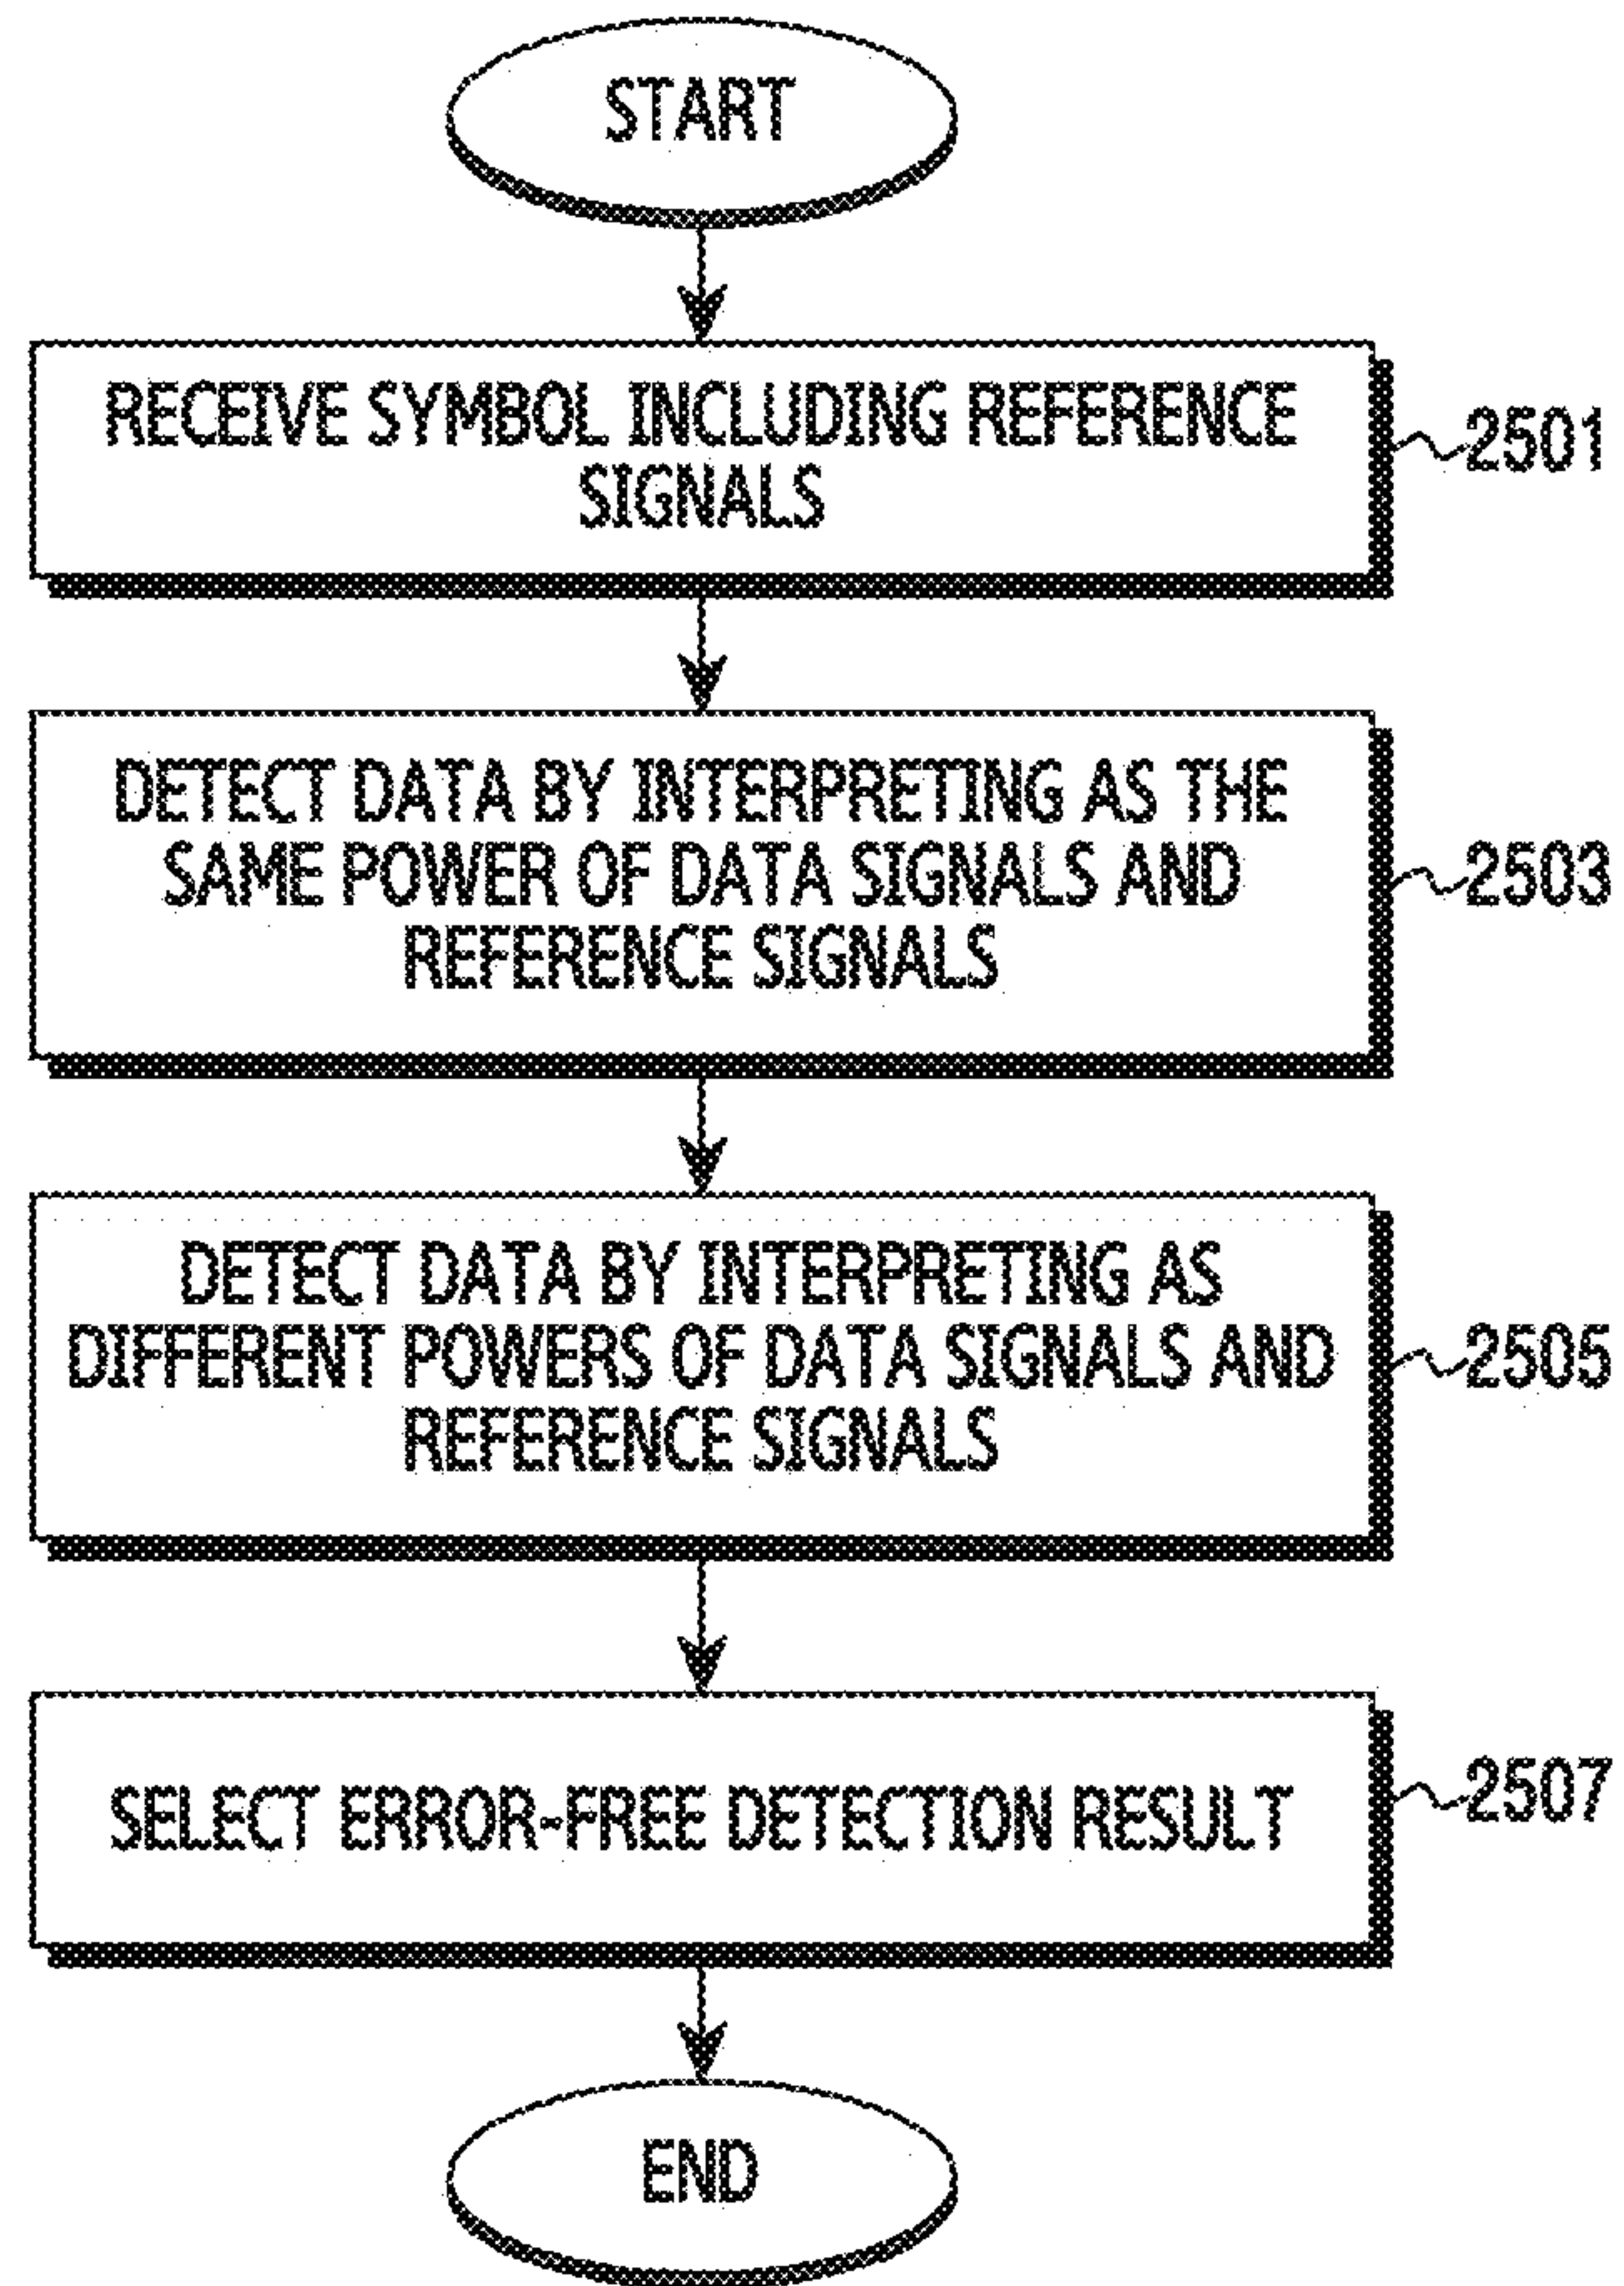 START
RECEIVE SYMBOL INCLUDING REFERENCE
SIGNALS
2501
DETECT DATA BY INTERPRETING AS THE
SAME POWER OF DATA SIGNALS AND
REFERENCE SIGNALS
2503
DETECT DATA BY INTERPRETING AS
DIFFERENT POWERS OF DATA SIGNALS AND
REFERENCE SIGNALS
2505
SELECT ERROR-FREE DETECTION RESULT
2507
END